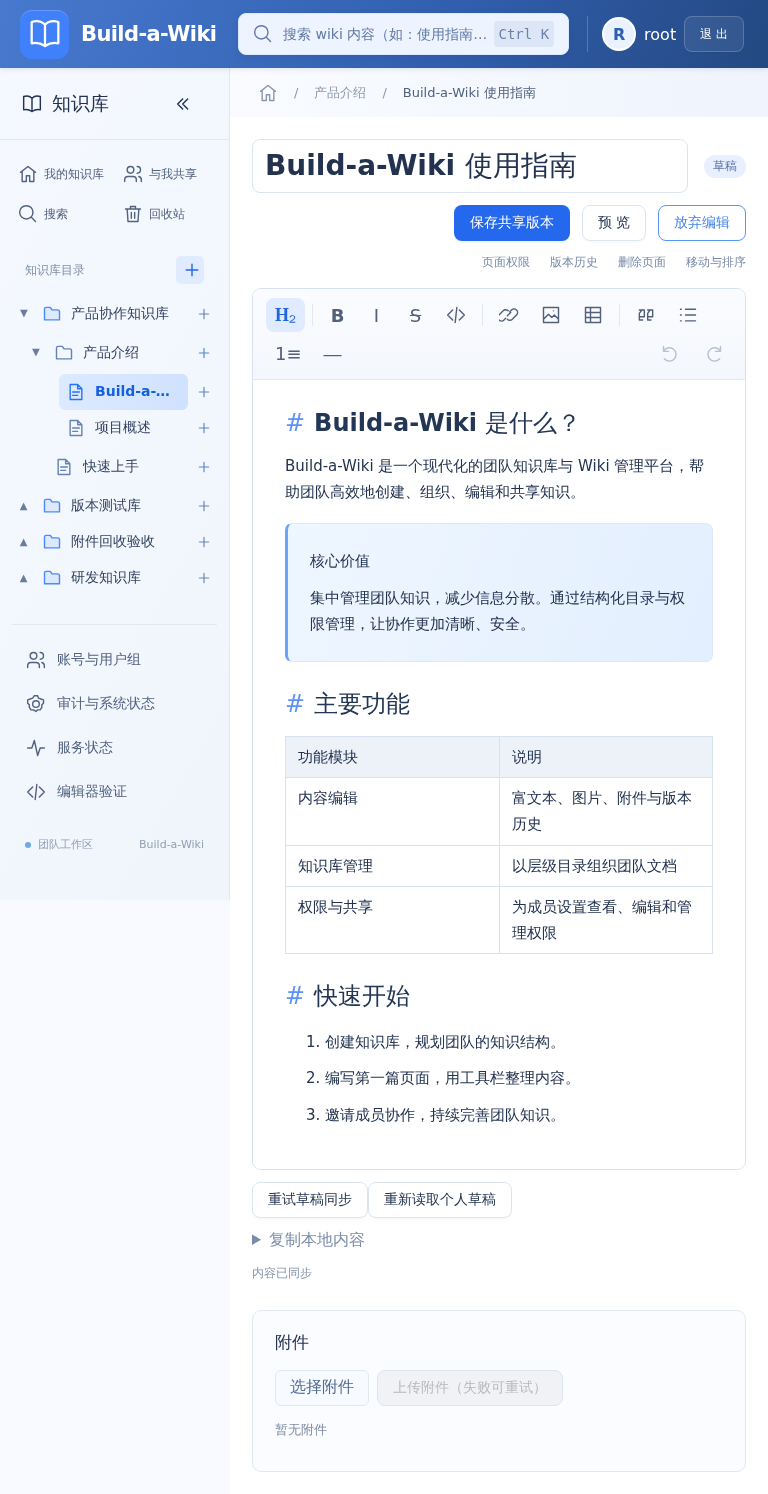 Build-a-Wiki
搜索 wiki 内容（如：使用指南… Ctrl K
R root 退 出
知识库
/ 产品介绍 / Build-a-Wiki 使用指南
我的知识库 与我共享
搜索 回收站
知识库目录
产品协作知识库
产品介绍
Build-a-…
项目概述
快速上手
版本测试库
附件回收验收
研发知识库
账号与用户组
审计与系统状态
服务状态
编辑器验证
团队工作区 Build-a-Wiki
Build-a-Wiki 使用指南 草稿
保存共享版本 预 览 放弃编辑
页面权限 版本历史 删除页面 移动与排序
H₂ B I S
1≡ —
# Build-a-Wiki 是什么？
Build-a-Wiki 是一个现代化的团队知识库与 Wiki 管理平台，帮
助团队高效地创建、组织、编辑和共享知识。
核心价值
集中管理团队知识，减少信息分散。通过结构化目录与权
限管理，让协作更加清晰、安全。
# 主要功能
功能模块 说明
内容编辑 富文本、图片、附件与版本
历史
知识库管理 以层级目录组织团队文档
权限与共享 为成员设置查看、编辑和管
理权限
# 快速开始
1. 创建知识库，规划团队的知识结构。
2. 编写第一篇页面，用工具栏整理内容。
3. 邀请成员协作，持续完善团队知识。
重试草稿同步 重新读取个人草稿
复制本地内容
内容已同步
附件
选择附件 上传附件（失败可重试）
暂无附件